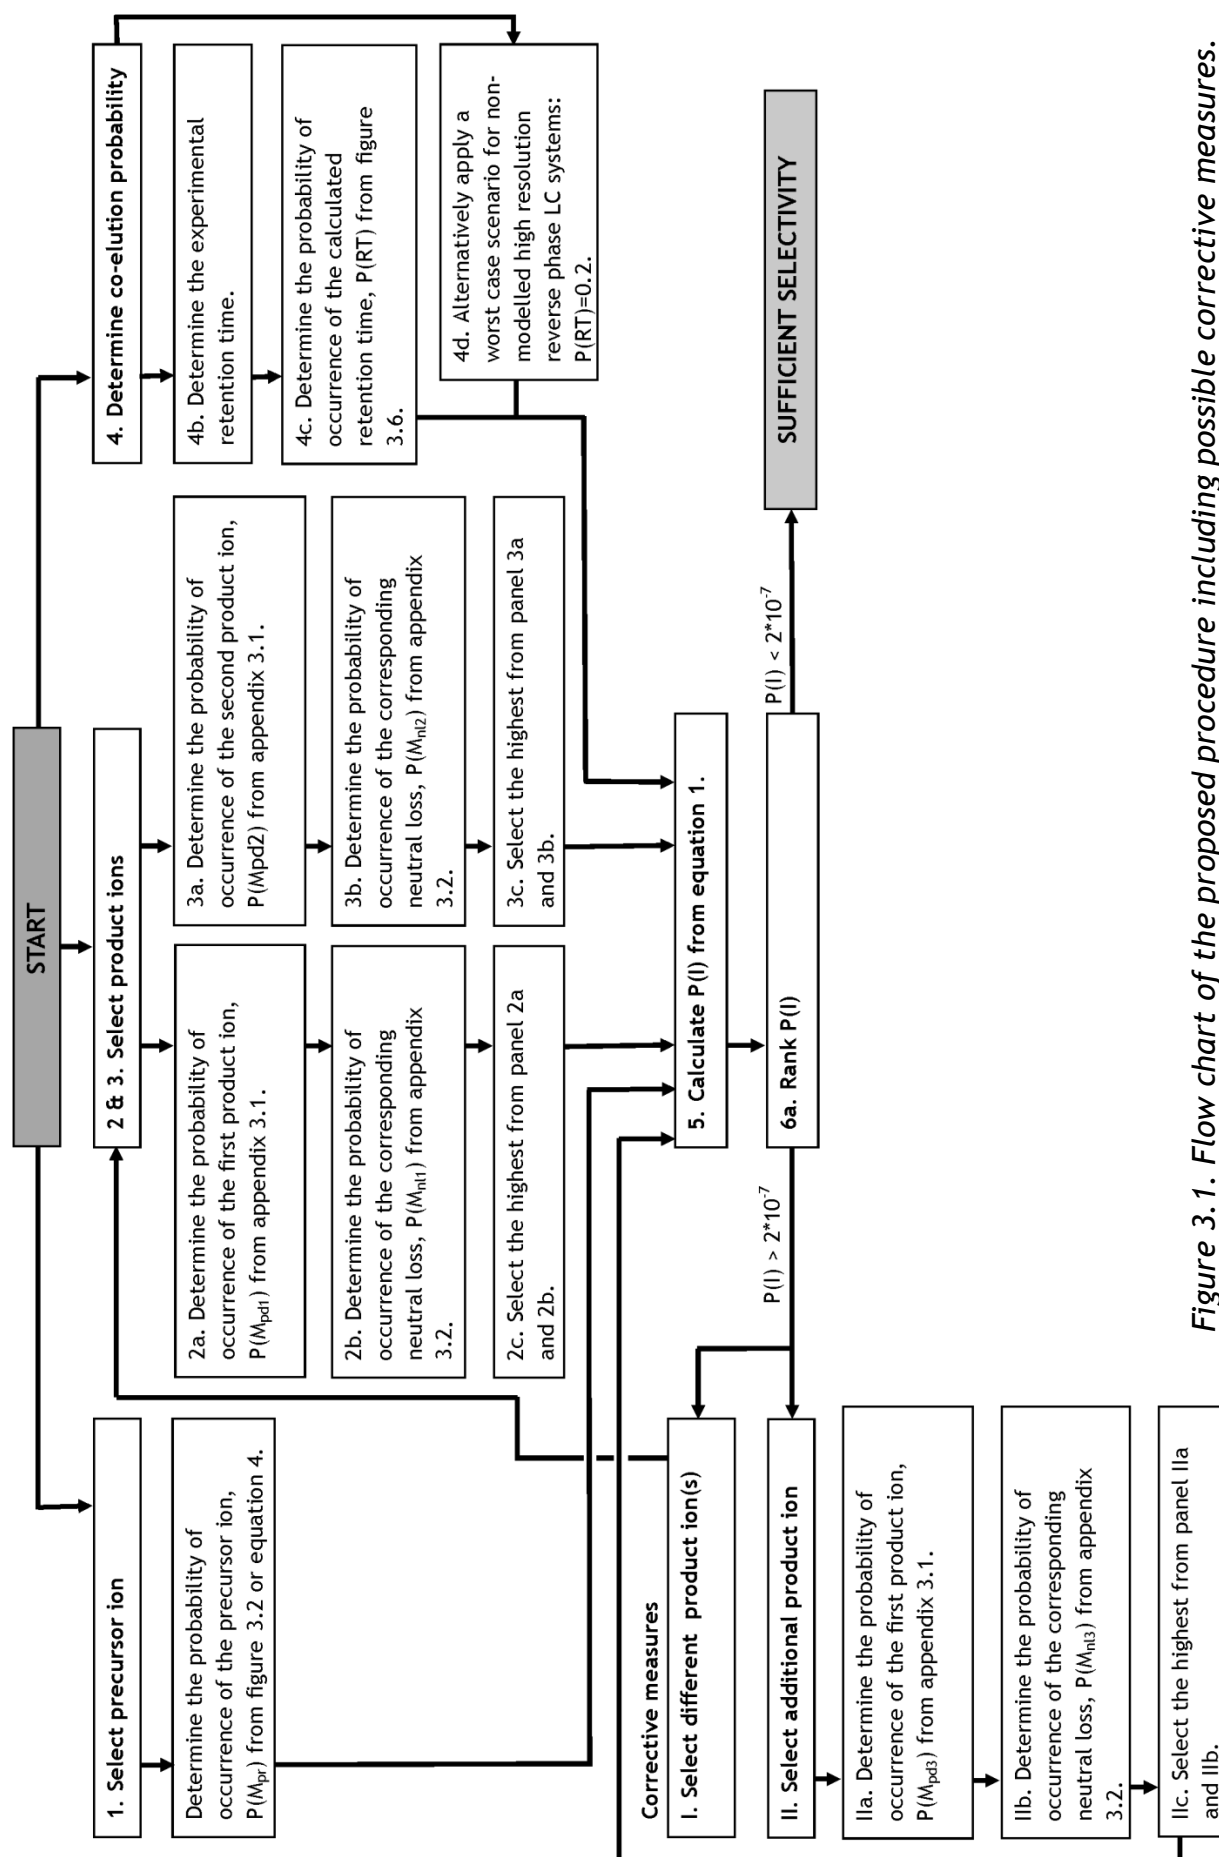 START
1. Select precursor ion
Determine the probability of
occurrence of the precursor ion,
P(Mpr) from figure 3.2 or equation 4.
2 & 3. Select product ions
2a. Determine the probability of
occurrence of the first product ion,
P(Mpd1) from appendix 3.1.
2b. Determine the probability of
occurrence of the corresponding
neutral loss, P(Mnl1) from appendix
3.2.
2c. Select the highest from panel 2a
and 2b.
3a. Determine the probability of
occurrence of the second product ion,
P(Mpd2) from appendix 3.1.
3b. Determine the probability of
occurrence of the corresponding
neutral loss, P(Mnl2) from appendix
3.2.
3c. Select the highest from panel 3a
and 3b.
4. Determine co-elution probability
4b. Determine the experimental
retention time.
4c. Determine the probability of
occurrence of the calculated
retention time, P(RT) from figure
3.6.
4d. Alternatively apply a
worst case scenario for non-
modelled high resolution
reverse phase LC systems:
P(RT)=0.2.
5. Calculate P(I) from equation 1.
6a. Rank P(I)
P(I) > 2*10-7
P(I) < 2*10-7
SUFFICIENT SELECTIVITY
Corrective measures
I. Select different product ion(s)
II. Select additional product ion
IIa. Determine the probability of
occurrence of the first product ion,
P(Mpd3) from appendix 3.1.
IIb. Determine the probability of
occurrence of the corresponding
neutral loss, P(Mnl3) from appendix
3.2.
IIc. Select the highest from panel IIa
and IIb.
Figure 3.1. Flow chart of the proposed procedure including possible corrective measures.